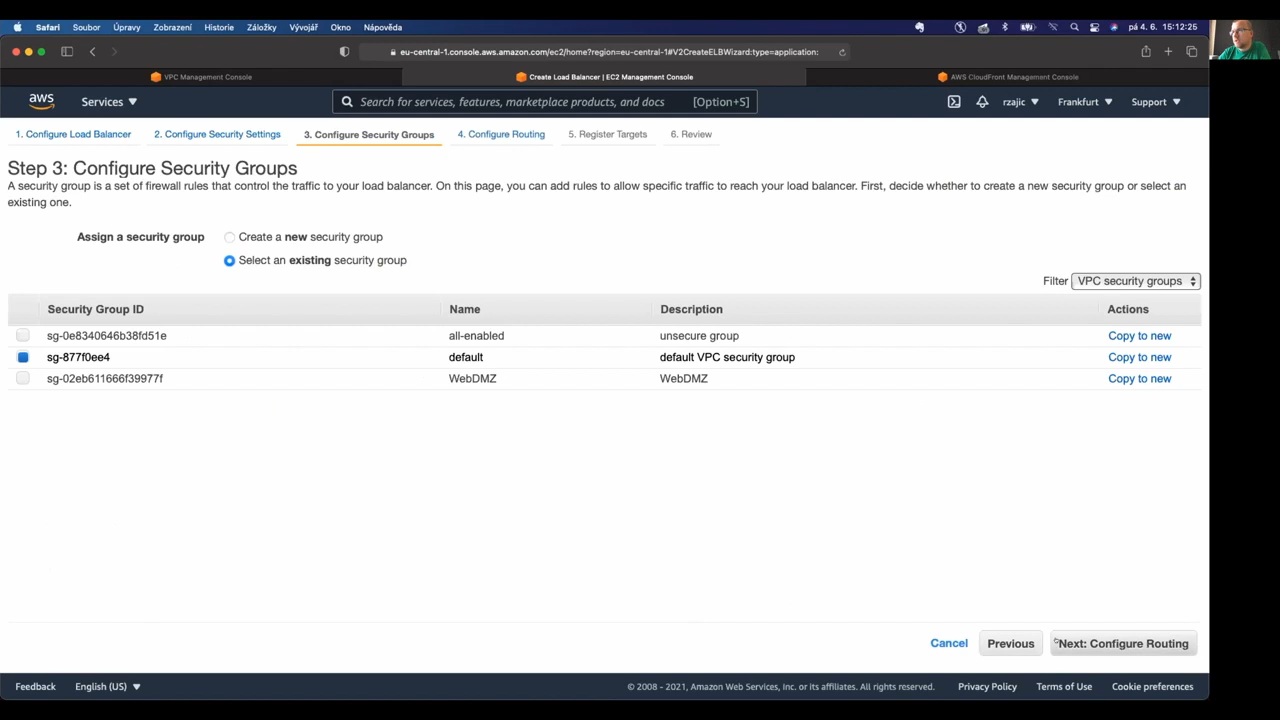 Safari Soubor Úpravy Zobrazení Historie Záložky Vývojář Okno Nápověda pá 4. 6. 15:12:25
eu-central-1.console.aws.amazon.com/ec2/home?region=eu-central-1#V2CreateELBWizard:type=application:
VPC Management Console Create Load Balancer | EC2 Management Console AWS CloudFront Management Console
aws Services Search for services, features, marketplace products, and docs [Option+S] rzajic Frankfurt Support
1. Configure Load Balancer 2. Configure Security Settings 3. Configure Security Groups 4. Configure Routing 5. Register Targets 6. Review
Step 3: Configure Security Groups
A security group is a set of firewall rules that control the traffic to your load balancer. On this page, you can add rules to allow specific traffic to reach your load balancer. First, decide whether to create a new security group or select an
existing one.
Assign a security group Create a new security group
Select an existing security group
Filter VPC security groups
Security Group ID Name Description Actions
sg-0e8340646b38fd51e all-enabled unsecure group Copy to new
sg-877f0ee4 default default VPC security group Copy to new
sg-02eb611666f39977f WebDMZ WebDMZ Copy to new
Cancel Previous Next: Configure Routing
Feedback English (US) © 2008 - 2021, Amazon Web Services, Inc. or its affiliates. All rights reserved. Privacy Policy Terms of Use Cookie preferences